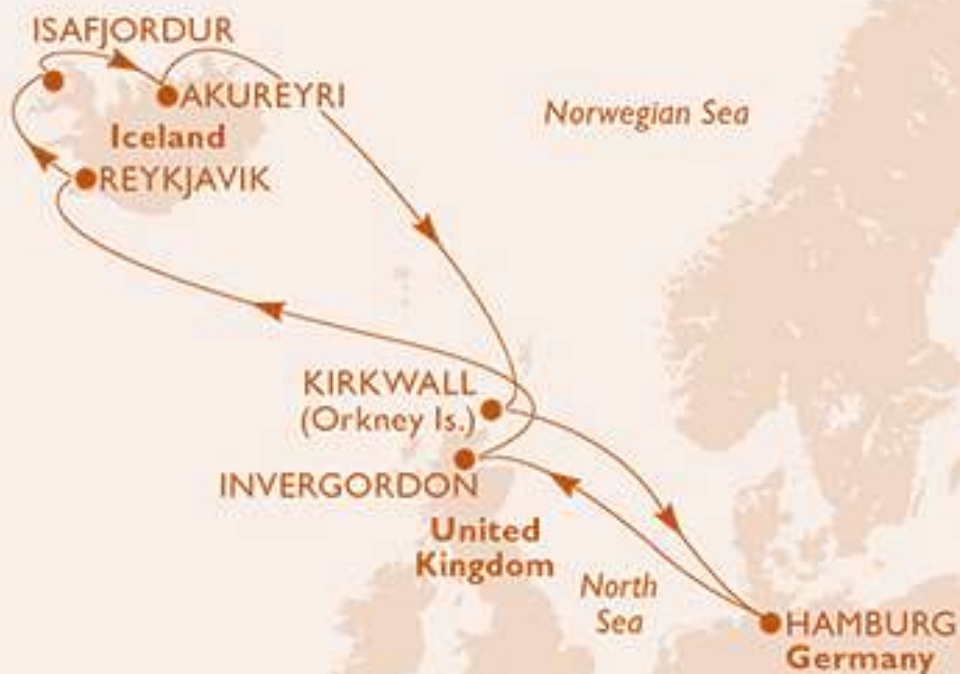 ISAFJORDUR
AKUREYRI
Iceland
REYKJAVIK
Norwegian Sea
KIRKWALL
(Orkney Is.)
INVERGORDON
United
Kingdom
North
Sea
HAMBURG
Germany